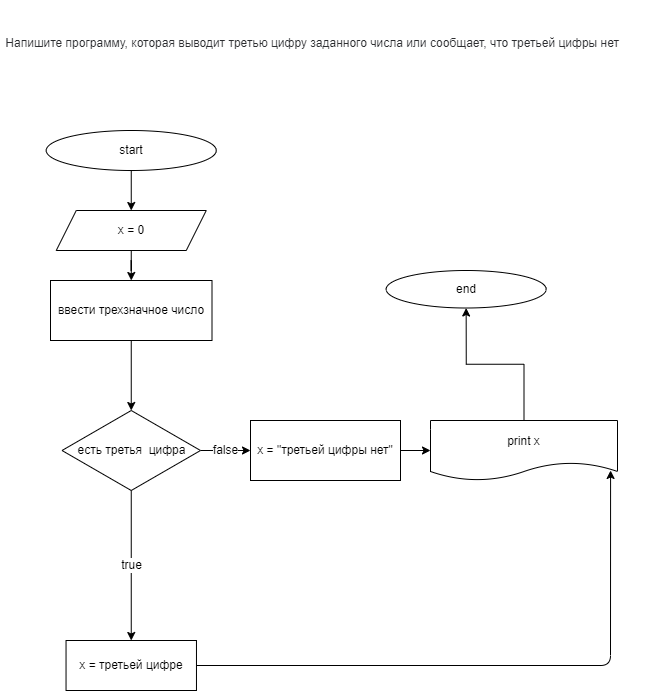 Напишите программу, которая выводит третью цифру заданного числа или сообщает, что третьей цифры нет
start
x = 0
ввести трехзначное число
end
есть третья цифра
false
x = "третьей цифры нет"
print x
true
x = третьей цифре